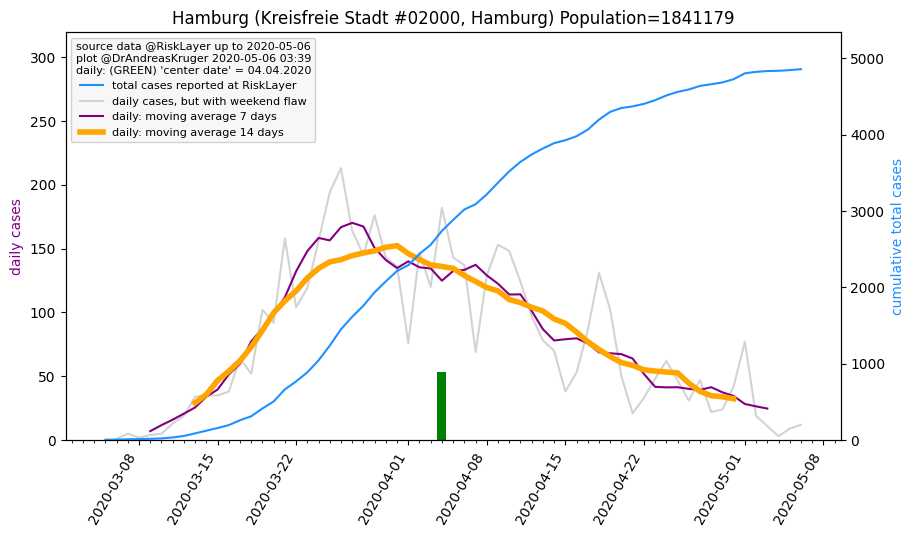 Hamburg (Kreisfreie Stadt #02000, Hamburg) Population=1841179
source data @RiskLayer up to 2020-05-06
plot @DrAndreasKruger 2020-05-06 03:39
daily: (GREEN) 'center date' = 04.04.2020
total cases reported at RiskLayer
daily cases, but with weekend flaw
daily: moving average 7 days
daily: moving average 14 days
daily cases
300
250
200
150
100
50
0
cumulative total cases
5000
4000
3000
2000
1000
0
2020-03-08
2020-03-15
2020-03-22
2020-04-01
2020-04-08
2020-04-15
2020-04-22
2020-05-01
2020-05-08